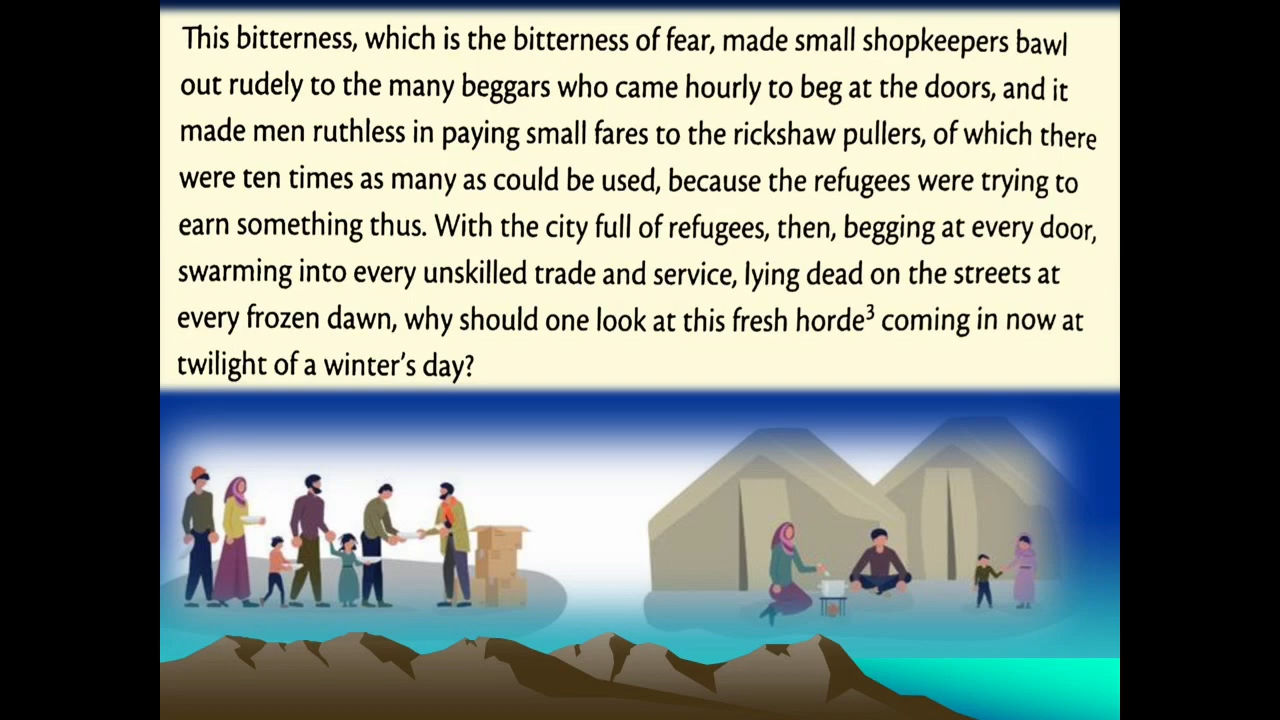 This bitterness, which is the bitterness of fear, made small shopkeepers bawl
out rudely to the many beggars who came hourly to beg at the doors, and it
made men ruthless in paying small fares to the rickshaw pullers, of which there
were ten times as many as could be used, because the refugees were trying to
earn something thus. With the city full of refugees, then, begging at every door,
swarming into every unskilled trade and service, lying dead on the streets at
every frozen dawn, why should one look at this fresh horde³ coming in now at
twilight of a winter's day?